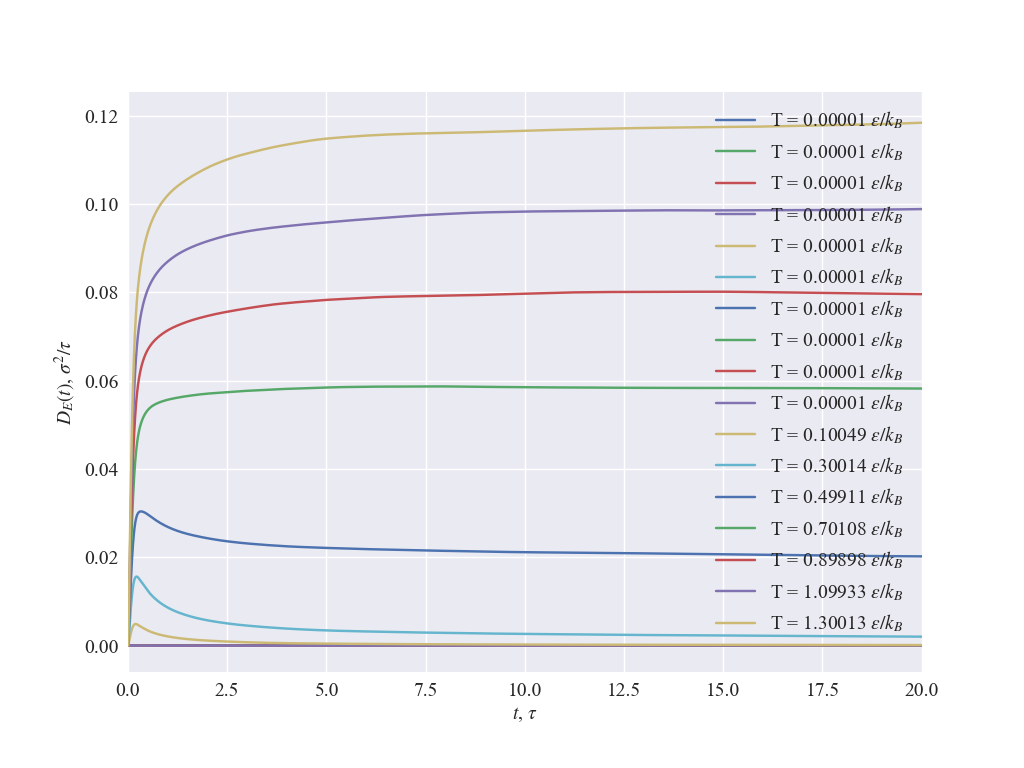 0.12
0.10
0.08
0.06
0.04
0.02
0.00
D_E(t), σ²/τ
T = 0.00001 ε/k_B
T = 0.00001 ε/k_B
T = 0.00001 ε/k_B
T = 0.00001 ε/k_B
T = 0.00001 ε/k_B
T = 0.00001 ε/k_B
T = 0.00001 ε/k_B
T = 0.00001 ε/k_B
T = 0.00001 ε/k_B
T = 0.00001 ε/k_B
T = 0.10049 ε/k_B
T = 0.30014 ε/k_B
T = 0.49911 ε/k_B
T = 0.70108 ε/k_B
T = 0.89898 ε/k_B
T = 1.09933 ε/k_B
T = 1.30013 ε/k_B
0.0 2.5 5.0 7.5 10.0 12.5 15.0 17.5 20.0
t, τ